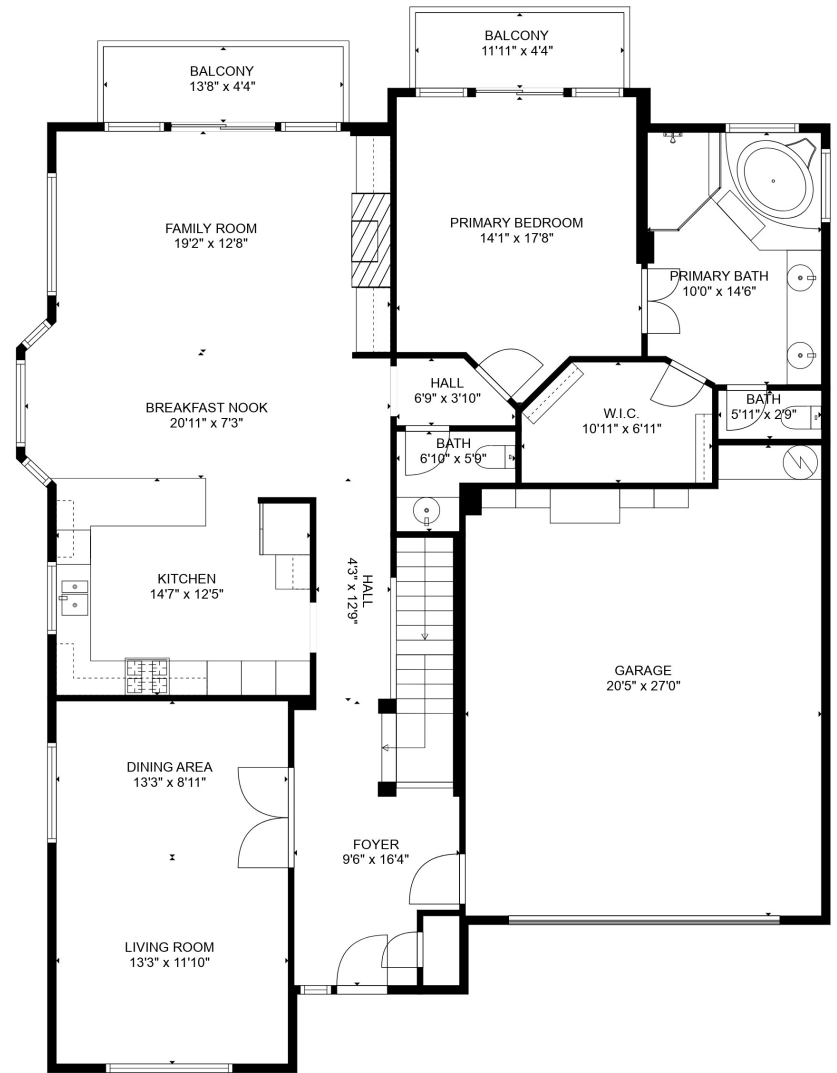 BALCONY
11'11" x 4'4"
BALCONY
13'8" x 4'4"
FAMILY ROOM
19'2" x 12'8"
PRIMARY BEDROOM
14'1" x 17'8"
PRIMARY BATH
10'0" x 14'6"
HALL
6'9" x 3'10"
BREAKFAST NOOK
20'11" x 7'3"
W.I.C.
10'11" x 6'11"
BATH
5'11" x 2'9"
BATH
6'10" x 5'9"
KITCHEN
14'7" x 12'5"
HALL
4'3" x 12'9"
GARAGE
20'5" x 27'0"
DINING AREA
13'3" x 8'11"
FOYER
9'6" x 16'4"
LIVING ROOM
13'3" x 11'10"